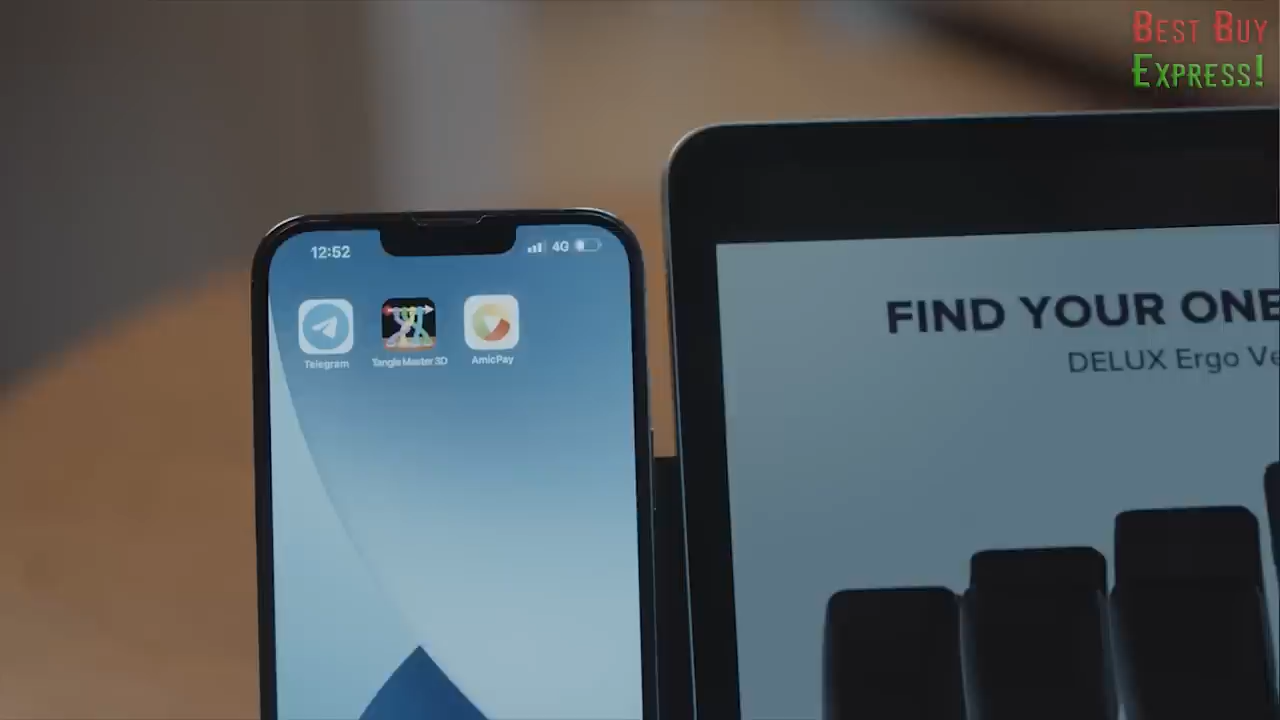 BEST BUY
EXPRESS!
12:52
4G
Telegram
Tangle Master 3D
AmicPay
FIND YOUR ONE
DELUX Ergo Ve